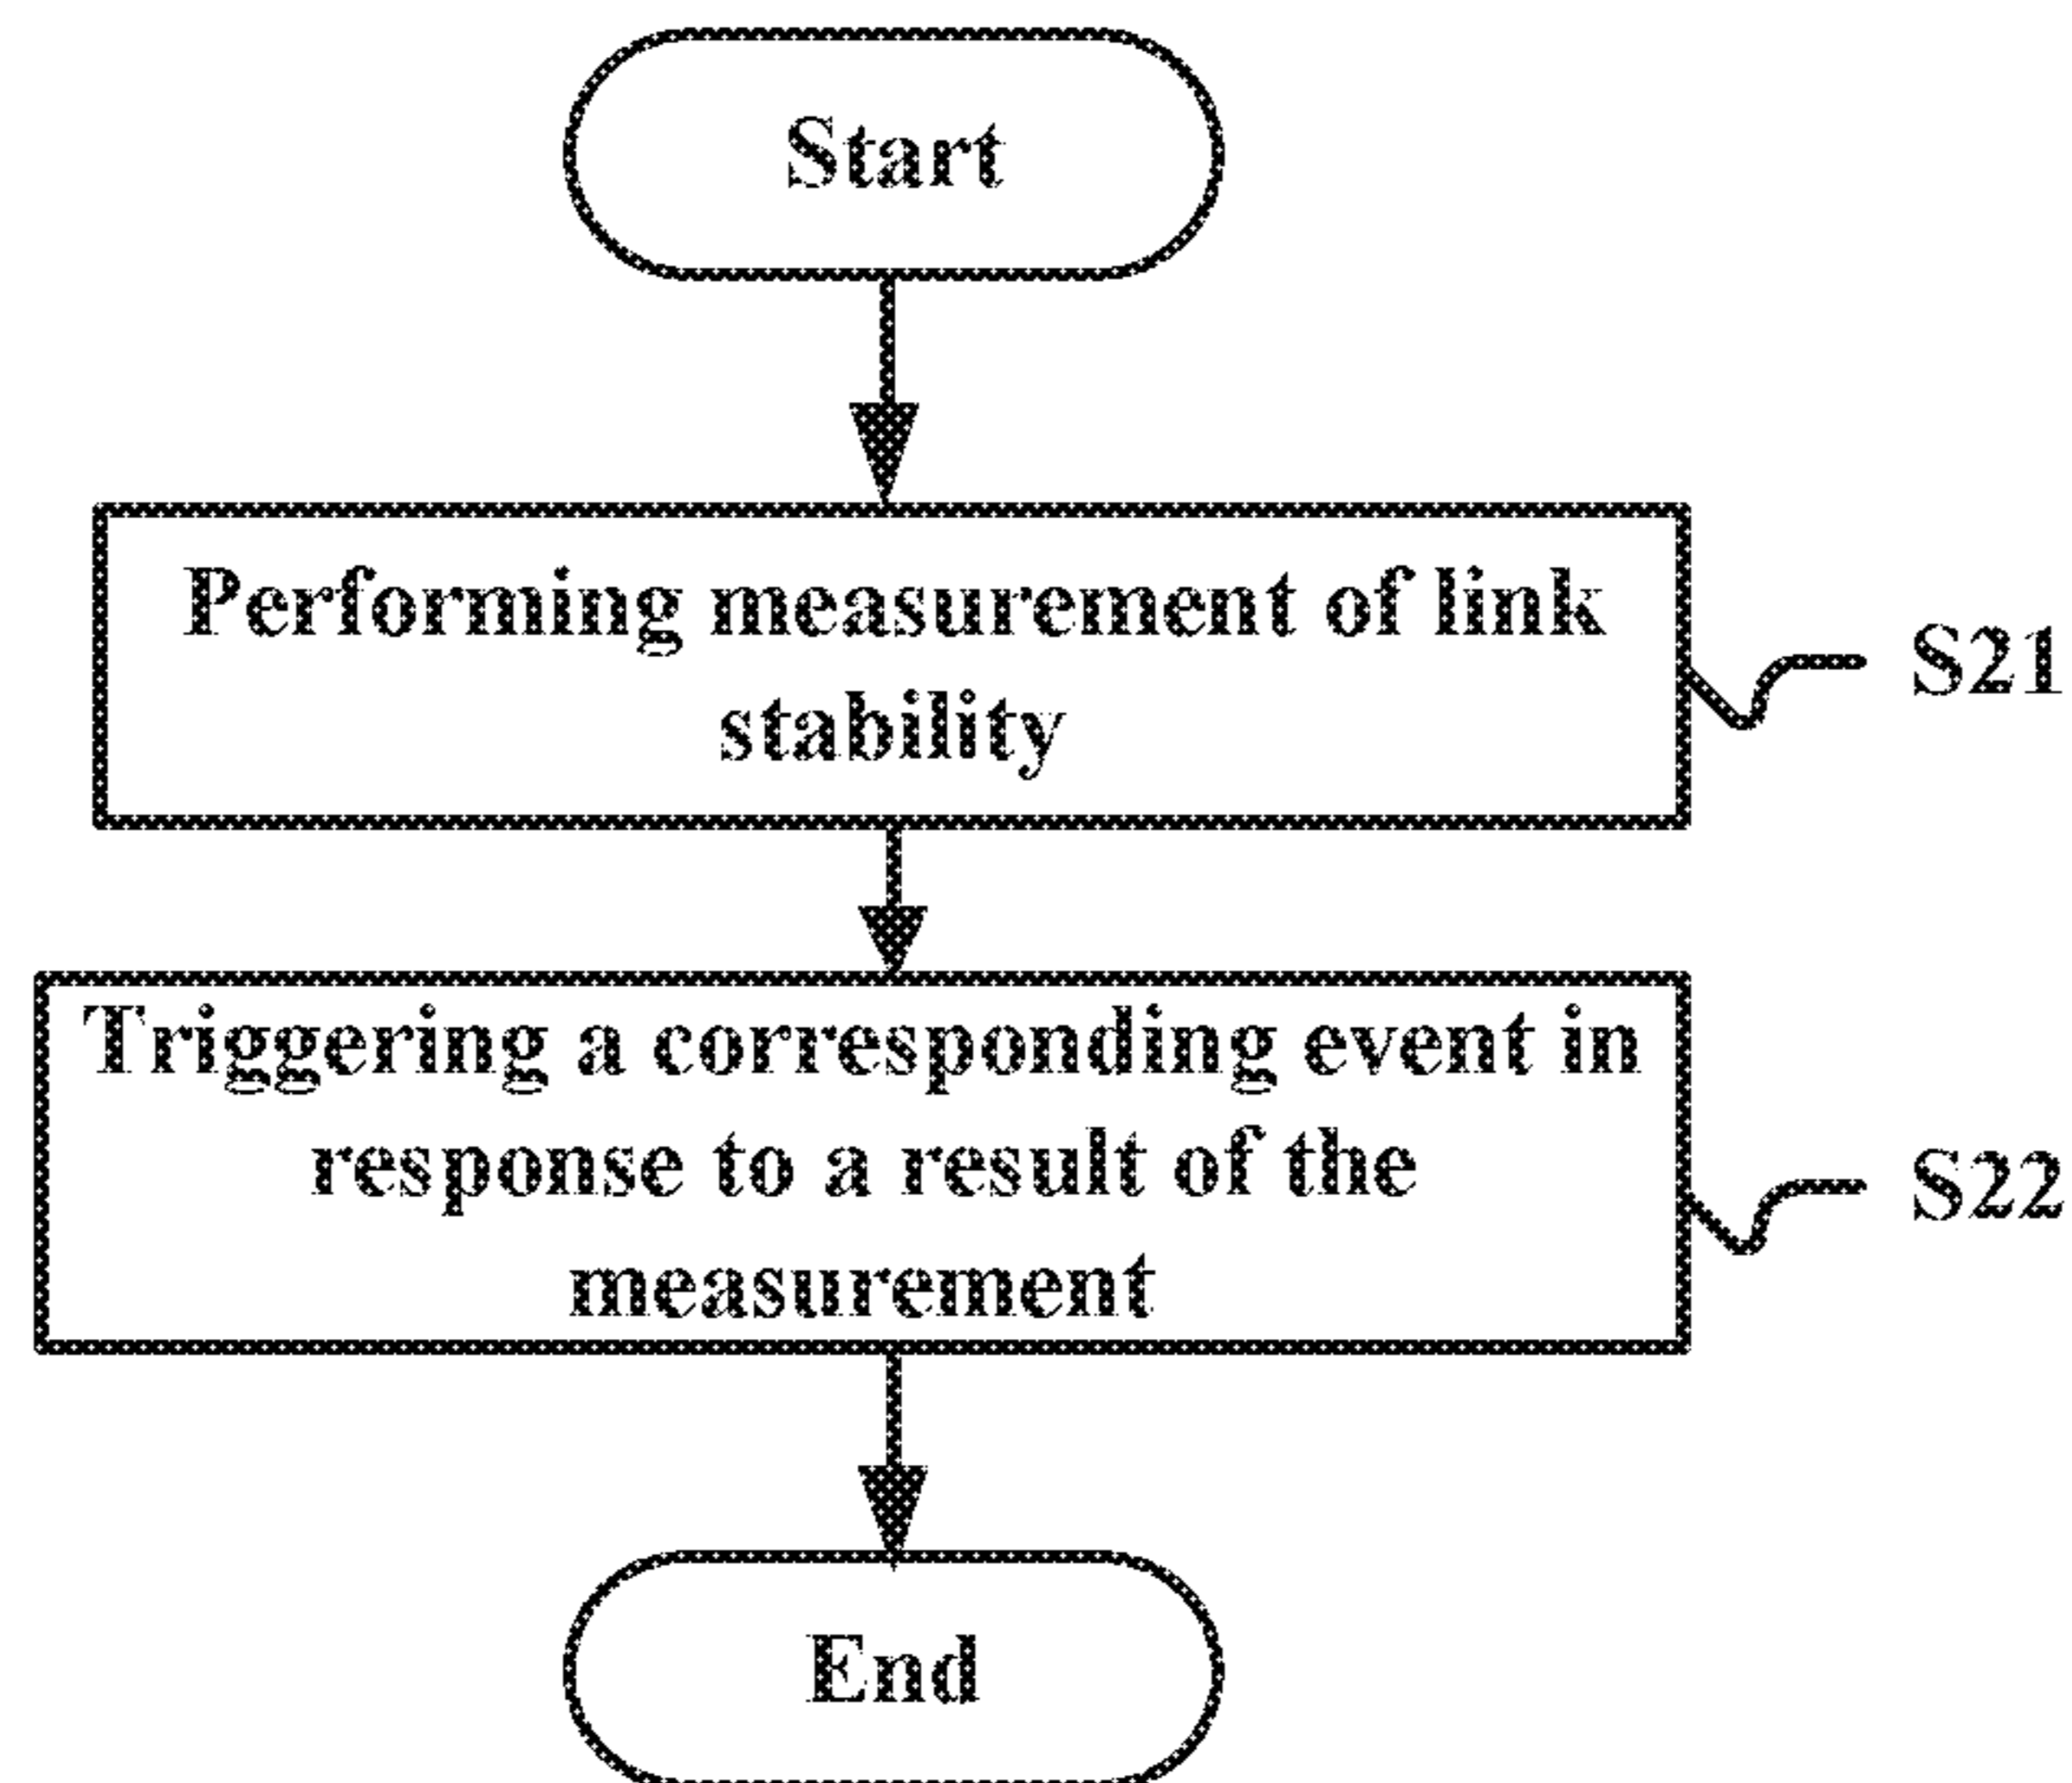 Start
Performing measurement of link
stability
S21
Triggering a corresponding event in
response to a result of the
measurement
S22
End